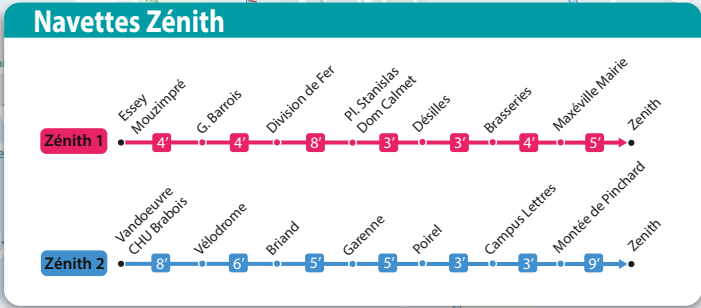 Navettes Zénith
Essey
Mouzimpré
G. Barrois
Division de Fer
Pl. Stanislas
Dom Calmet
Désilles
Brasseries
Maxéville Mairie
Zenith
Zénith 1
4’ 4’ 8’ 3’ 3’ 4’ 5’
Vandoeuvre
CHU Brabois
Vélodrome
Briand
Garenne
Poirel
Campus Lettres
Montée de Pinchard
Zenith
Zénith 2
8’ 6’ 5’ 5’ 3’ 3’ 9’